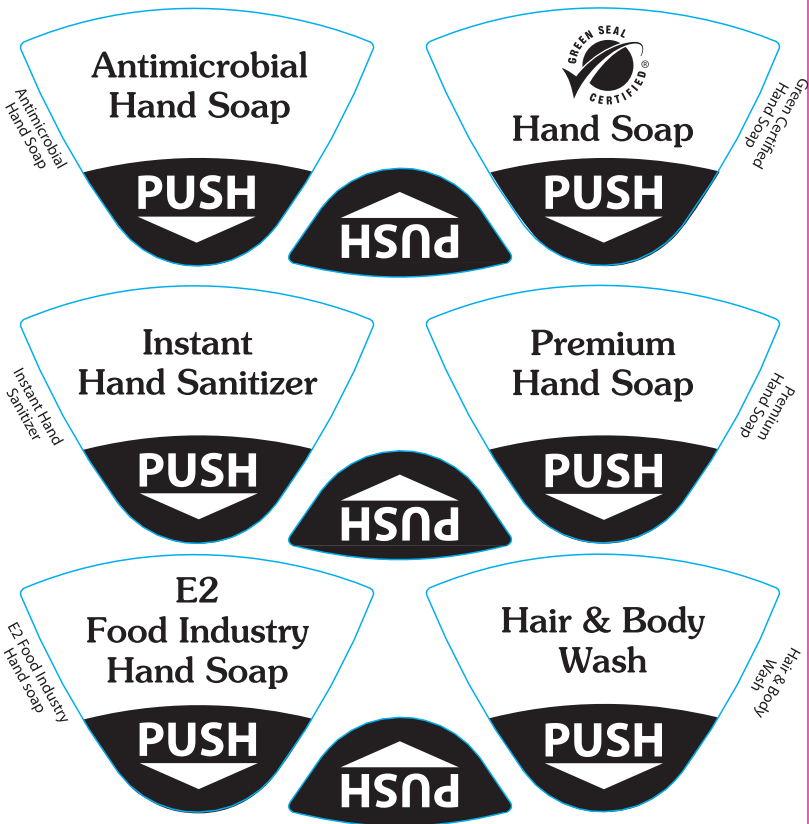 Antimicrobial
Hand Soap
PUSH
Antimicrobial
Hand Soap
GREEN SEAL
CERTIFIED®
Hand Soap
PUSH
Green Certified
Hand Soap
PUSH
Instant
Hand Sanitizer
PUSH
Instant Hand
Sanitizer
Premium
Hand Soap
PUSH
Premium
Hand Soap
PUSH
E2
Food Industry
Hand Soap
PUSH
E2 Food Industry
Hand soap
Hair & Body
Wash
PUSH
Hair & Body
Wash
PUSH